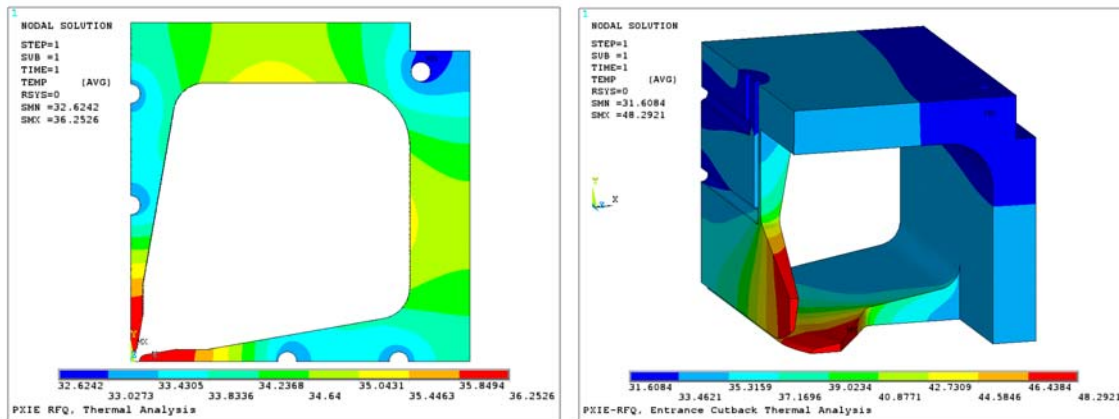 1
NODAL SOLUTION
STEP=1
SUB =1
TIME=1
TEMP (AVG)
RSYS=0
SMN =32.6242
SMX =36.2526
Y
MX
X
32.6242 33.4305 34.2368 35.0431 35.8494
33.0273 33.8336 34.64 35.4463 36.2526
PXIE RFQ, Thermal Analysis
1
NODAL SOLUTION
STEP=1
SUB =1
TIME=1
TEMP (AVG)
RSYS=0
SMN =31.6084
SMX =48.2921
Y
X
31.6084 35.3159 39.0234 42.7309 46.4384
33.4621 37.1696 40.8771 44.5846 48.2921
PXIE-RFQ, Entrance Cutback Thermal Analysis